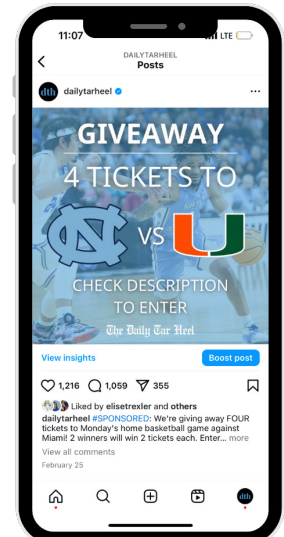 11:07
LTE
DAILYTARHEEL
Posts
dth dailytarheel
GIVEAWAY
4 TICKETS TO
NC VS U
CHECK DESCRIPTION
TO ENTER
The Daily Tar Heel
View insights
Boost post
1,216 1,059 355
Liked by elisetrexler and others
dailytarheel #SPONSORED: We're giving away FOUR
tickets to Monday's home basketball game against
Miami! 2 winners will win 2 tickets each. Enter... more
View all comments
February 25
dth